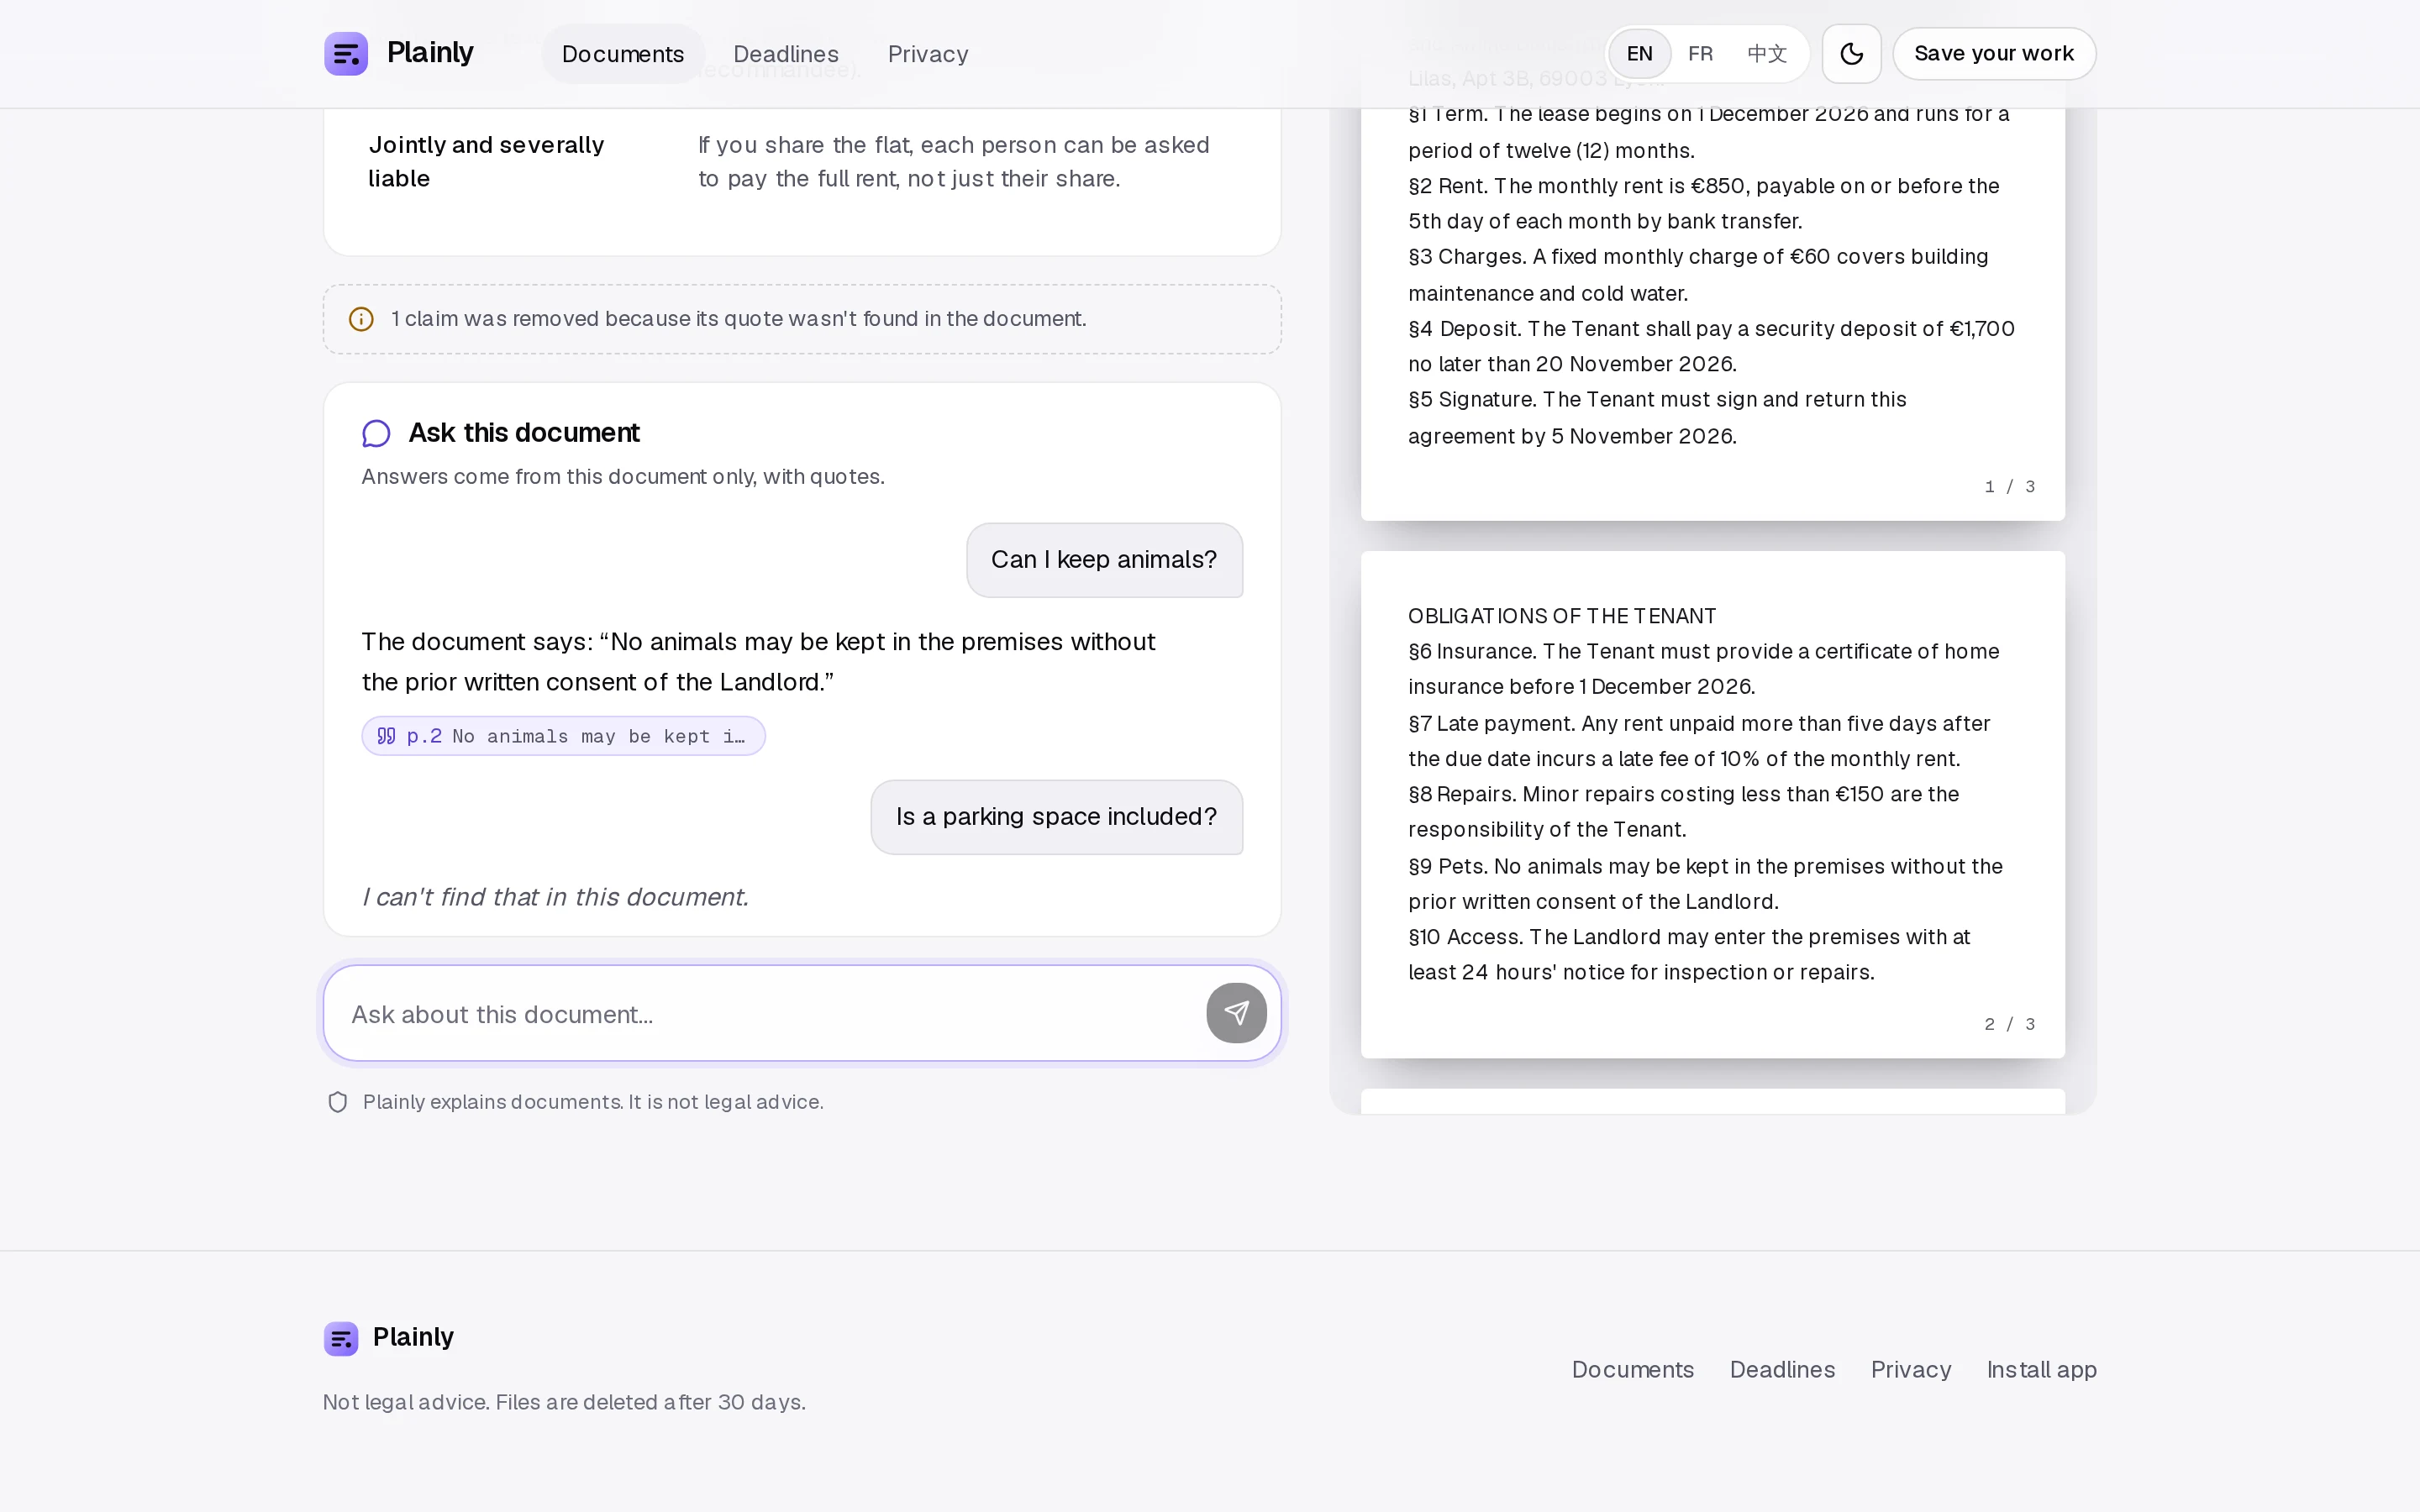 Plainly
Documents
Deadlines
Privacy
EN
FR
中文
Save your work
recommandée).
Lilas, Apt 3B, 69003
Jointly and severally
liable
If you share the flat, each person can be asked
to pay the full rent, not just their share.
1 claim was removed because its quote wasn't found in the document.
Ask this document
Answers come from this document only, with quotes.
Can I keep animals?
The document says: “No animals may be kept in the premises without
the prior written consent of the Landlord.”
p.2 No animals may be kept i…
Is a parking space included?
I can't find that in this document.
Ask about this document...
Plainly explains documents. It is not legal advice.
§1 Term. The lease begins on 1 December 2026 and runs for a
period of twelve (12) months.
§2 Rent. The monthly rent is €850, payable on or before the
5th day of each month by bank transfer.
§3 Charges. A fixed monthly charge of €60 covers building
maintenance and cold water.
§4 Deposit. The Tenant shall pay a security deposit of €1,700
no later than 20 November 2026.
§5 Signature. The Tenant must sign and return this
agreement by 5 November 2026.
1 / 3
OBLIGATIONS OF THE TENANT
§6 Insurance. The Tenant must provide a certificate of home
insurance before 1 December 2026.
§7 Late payment. Any rent unpaid more than five days after
the due date incurs a late fee of 10% of the monthly rent.
§8 Repairs. Minor repairs costing less than €150 are the
responsibility of the Tenant.
§9 Pets. No animals may be kept in the premises without the
prior written consent of the Landlord.
§10 Access. The Landlord may enter the premises with at
least 24 hours' notice for inspection or repairs.
2 / 3
Plainly
Not legal advice. Files are deleted after 30 days.
Documents
Deadlines
Privacy
Install app